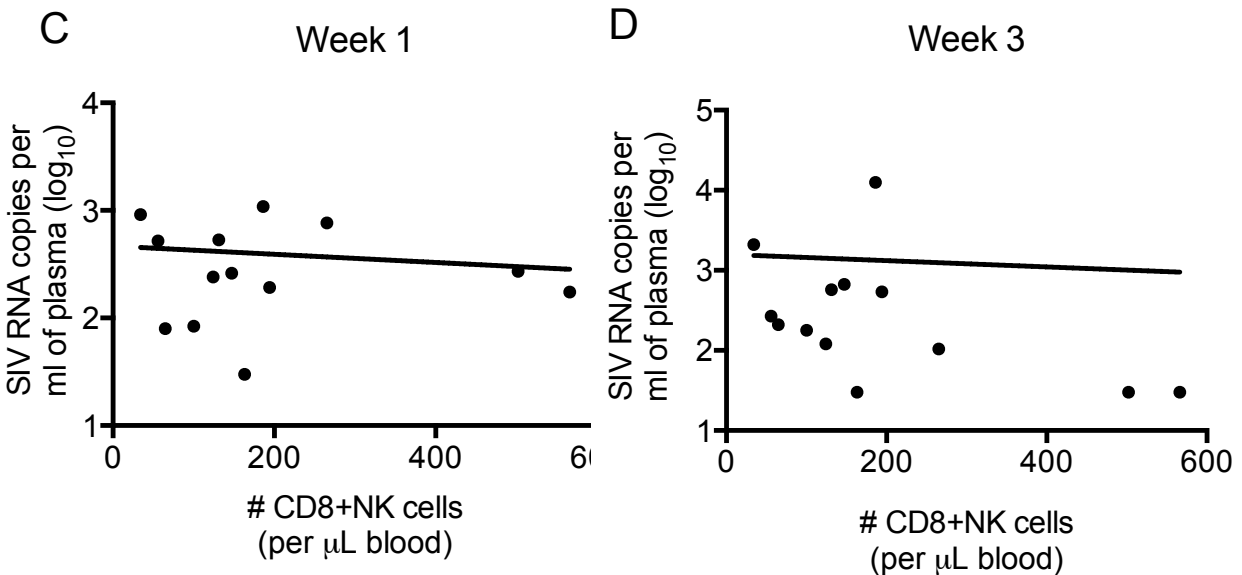 C
Week 1
SIV RNA copies per
ml of plasma (log10)
4
3
2
1
0
200
400
# CD8+NK cells
(per µL blood)
D
Week 3
SIV RNA copies per
ml of plasma (log10)
5
4
3
2
1
0
200
400
600
# CD8+NK cells
(per µL blood)